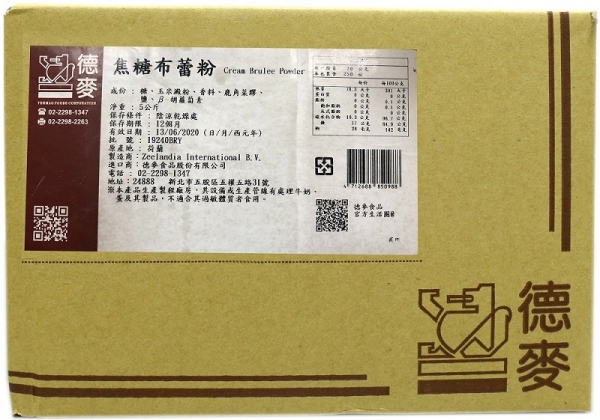 德麥
TEHMAG FOODS CORPORATION
02-2298-1347
02-2298-2263
焦糖布蕾粉 Cream Brulee Powder
成份：糖、玉米澱粉、香料、鹿角菜膠、
鹽、β-胡蘿蔔素
淨重：5公斤
保存條件：陰涼乾燥處
保存期限：12個月
有效日期：13/06/2020 (日/月/西元年)
批 號：19240BRY
原產地：荷蘭
製造商：Zeelandia International B.V.
進口商：德麥食品股份有限公司
電話：02-2298-1347
地址：24888 新北市五股區五權五路31號
※本產品生產製程廠房，其設備或生產管線有處理牛奶、
蛋及其製品，不適合其過敏體質者食用。
每100公克
4 712688 850988
德麥食品
官方生活圈
德麥